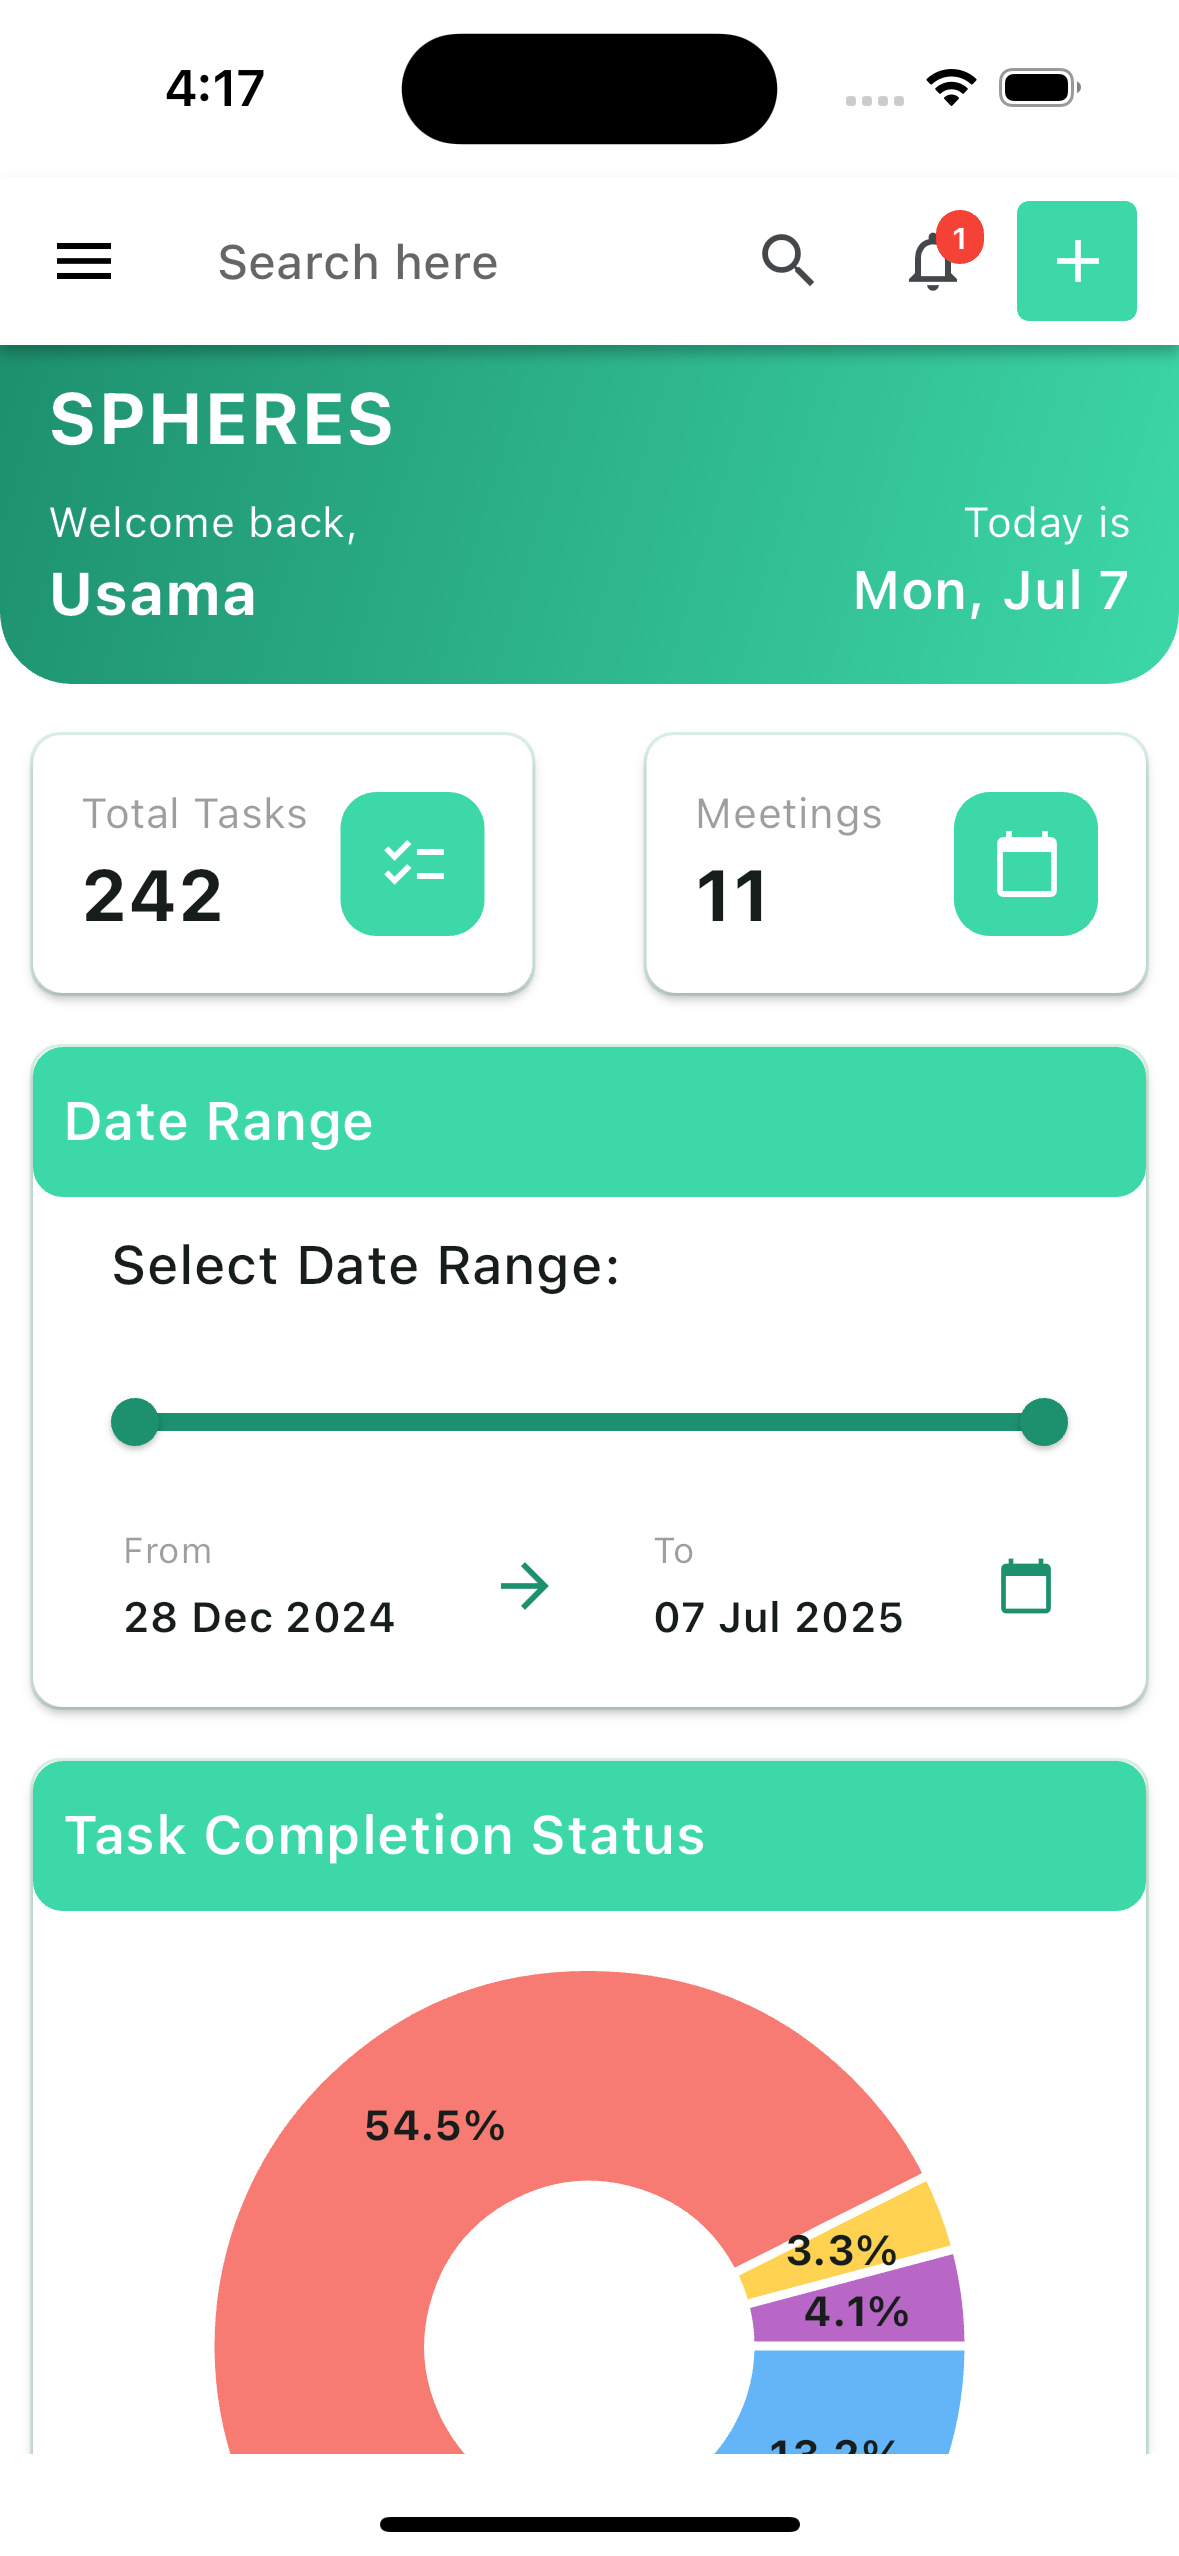 4:17
Search here
1
SPHERES
Welcome back,
Today is
Usama
Mon, Jul 7
Total Tasks
242
Meetings
11
Date Range
Select Date Range:
From
To
28 Dec 2024
07 Jul 2025
Task Completion Status
54.5%
3.3%
4.1%
13.2%